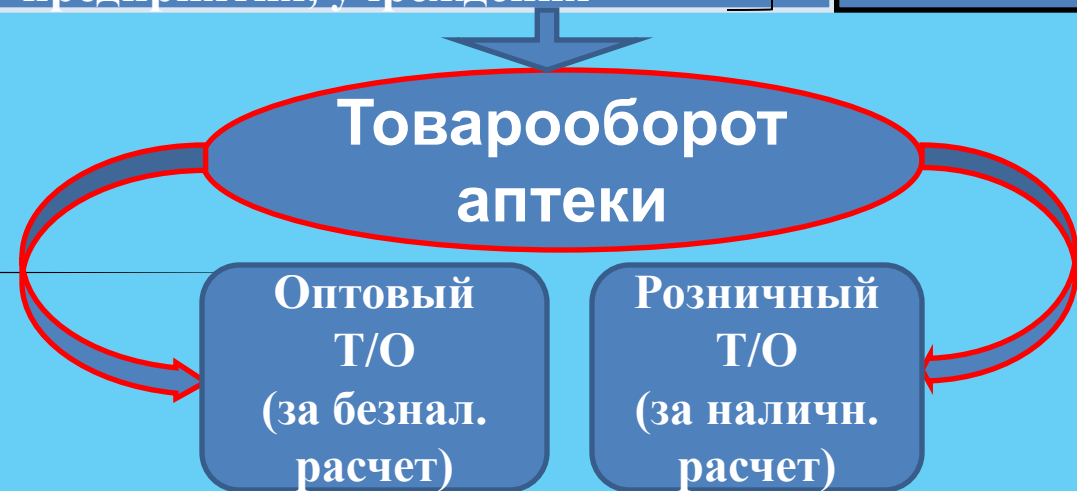 Товарооборот
аптеки
Оптовый
Т/О
(за безнал.
расчет)
Розничный
Т/О
(за наличн.
расчет)